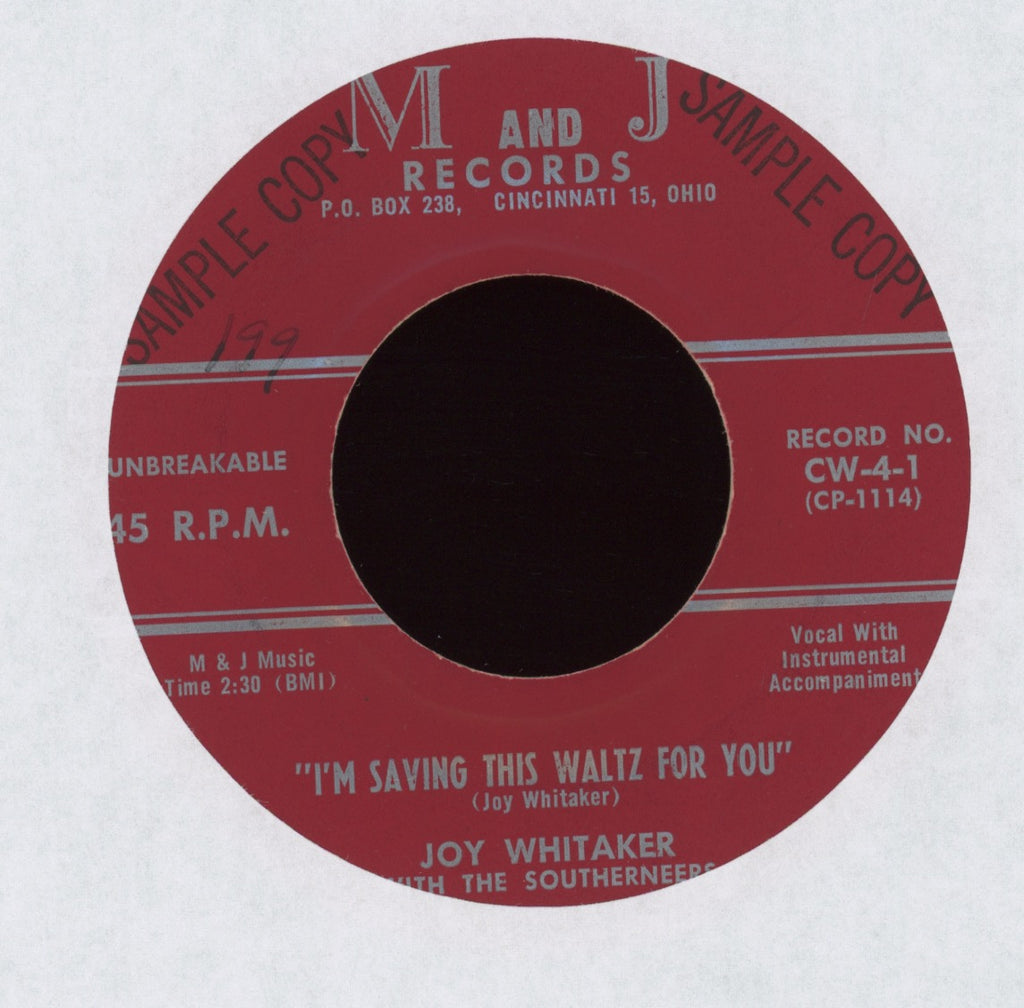 M AND J
RECORDS
P.O. BOX 238, CINCINNATI 15, OHIO
SAMPLE COPY
SAMPLE COPY
199
UNBREAKABLE
45 R.P.M.
RECORD NO.
CW-4-1
(CP-1114)
M & J Music
Time 2:30 (BMI)
Vocal With
Instrumental
Accompaniment
"I'M SAVING THIS WALTZ FOR YOU"
(Joy Whitaker)
JOY WHITAKER
WITH THE SOUTHERNEERS